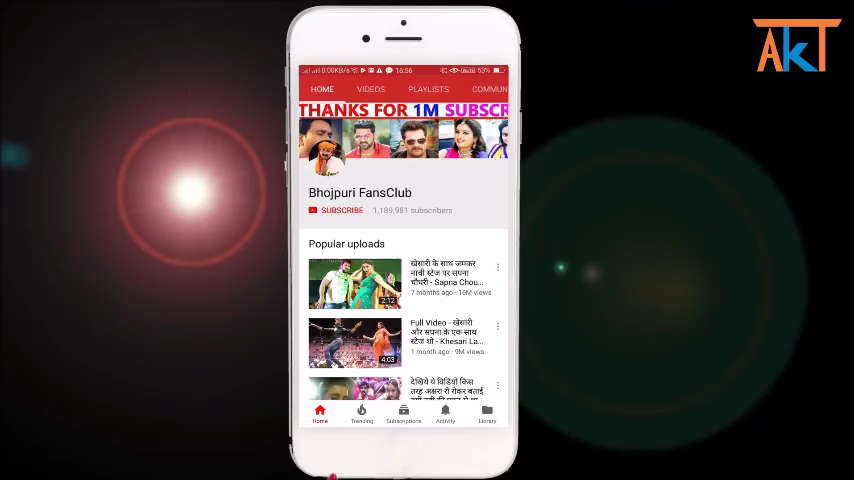 AKT
0.00KB/s 16:56 53%
HOME VIDEOS PLAYLISTS COMMUN
THANKS FOR 1M SUBSCR
Bhojpuri FansClub
SUBSCRIBE 1,189,981 subscribers
Popular uploads
खेसारी के साथ जमकर
नाची स्टेज पर सपना
चौधरी - Sapna Chou...
7 months ago · 16M views
2:12
Full Video - खेसारी
और सपना के एक साथ
स्टेज शो - Khesari La...
1 month ago · 9M views
4:03
देखिये ये विडियो किस
तरह अक्षरा रो रोकर बताई
Home Trending Subscriptions Activity Library